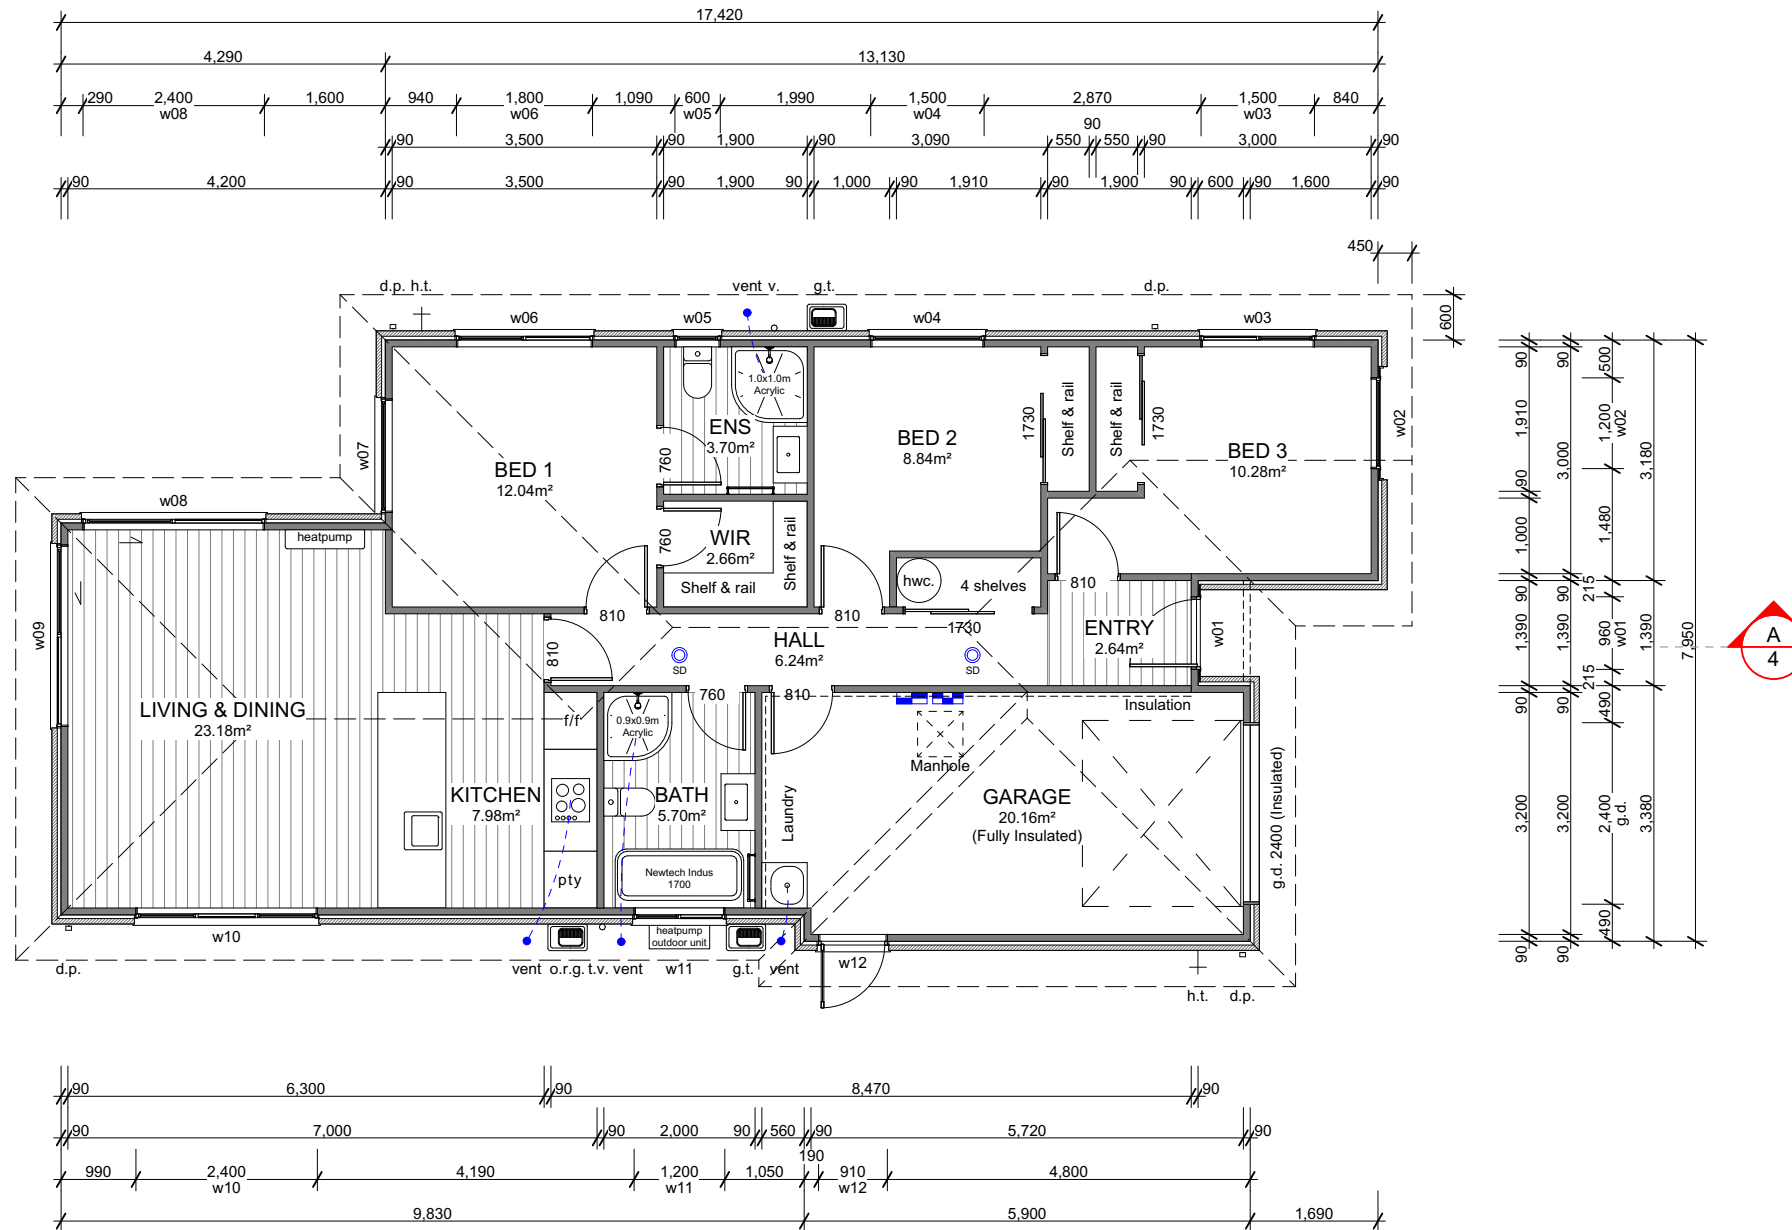 17,420
4,290 13,130
290 2,400 1,600 940 1,800 1,090 600 1,990 1,500 2,870 1,500 840
w08 w06 w05 w04 w03
90
90 3,500 90 1,900 90 3,090 550 550 90 3,000 90
90 4,200 90 3,500 90 1,900 90 1,000 90 1,910 90 1,900 90 600 90 1,600 90
450
600
d.p. h.t. vent v. g.t. d.p.
w06 w05 w04 w03
1.0x1.0m
Acrylic
ENS
3.70m²
BED 1
12.04m²
BED 2
8.84m²
BED 3
10.28m²
1730
Shelf & rail
Shelf & rail
1730
w02
w07
760
760
WIR
2.66m²
Shelf & rail
Shelf & rail
w08
heatpump
hwc.
4 shelves
810
810
810
1730
810
HALL
6.24m²
SD
SD
ENTRY
2.64m²
w01
w09
LIVING & DINING
23.18m²
f/f
0.9x0.9m
Acrylic
760
810
Insulation
Manhole
KITCHEN
7.98m²
BATH
5.70m²
Laundry
GARAGE
20.16m²
(Fully Insulated)
g.d. 2400 (Insulated)
pty
Newtech Indus
1700
w10
heatpump
outdoor unit
d.p. vent o.r.g. t.v. vent w11 g.t. vent w12
h.t. d.p.
90 1,910 90 1,000 90 1,390 90 3,200 90
90 3,000 90 1,390 90 3,200 90
500 1,200 1,480 215 960 215 490 2,400 490
w02 w01 g.d.
3,180 1,390 3,380
7,950
A
4
90 6,300 90 8,470 90
90 7,000 90 2,000 90 560 90 5,720 90
190
990 2,400 4,190 1,200 1,050 910 4,800
w10 w11 w12
9,830 5,900 1,690